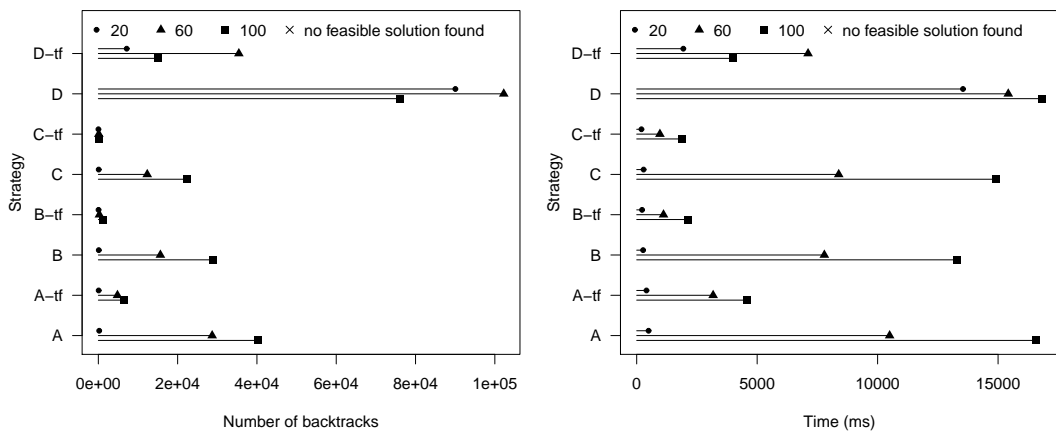 20 60 100 no feasible solution found
D−tf
D
C−tf
C
B−tf
B
A−tf
A
Strategy
0e+00 2e+04 4e+04 6e+04 8e+04 1e+05
Number of backtracks
20 60 100 no feasible solution found
D−tf
D
C−tf
C
B−tf
B
A−tf
A
Strategy
0 5000 10000 15000
Time (ms)